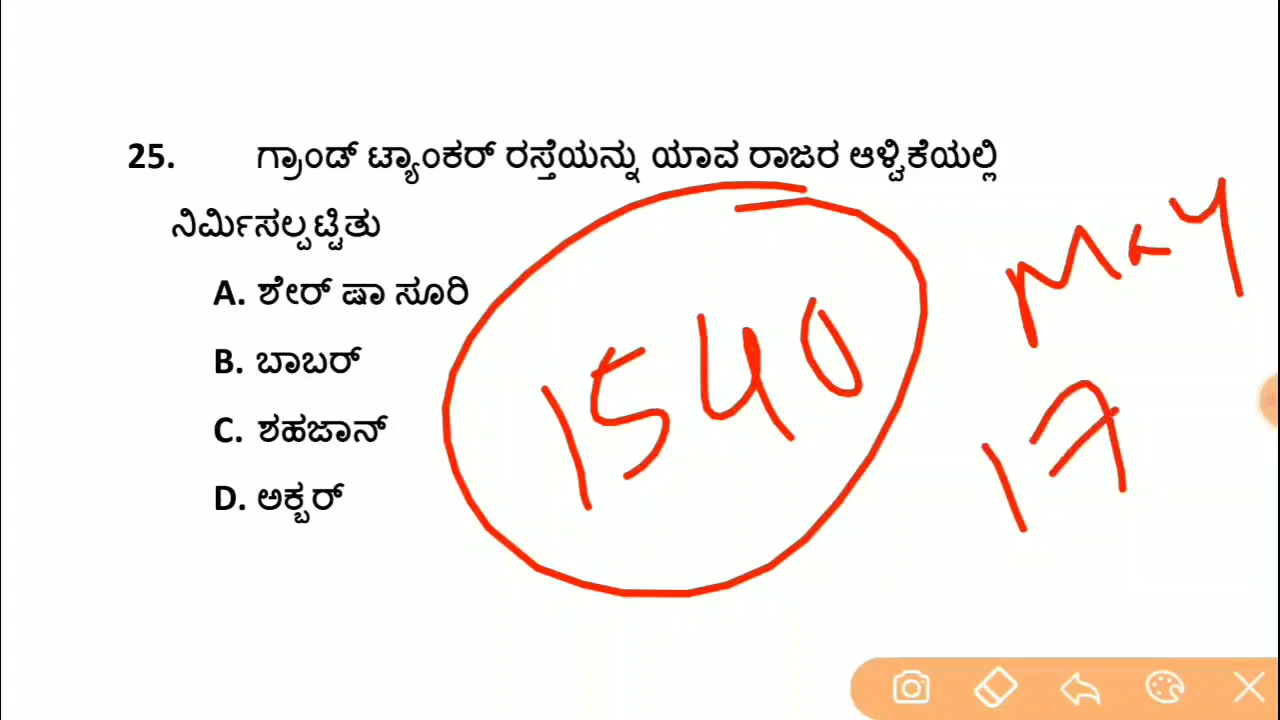 25. ಗ್ರಾಂಡ್ ಟ್ಯಾಂಕರ್ ರಸ್ತೆಯನ್ನು ಯಾವ ರಾಜರ ಆಳ್ವಿಕೆಯಲ್ಲಿ
ನಿರ್ಮಿಸಲ್ಪಟ್ಟಿತು
A. ಶೇರ್ ಷಾ ಸೂರಿ
B. ಬಾಬರ್
C. ಶಹಜಾನ್
D. ಅಕ್ಬರ್
1540
May
17